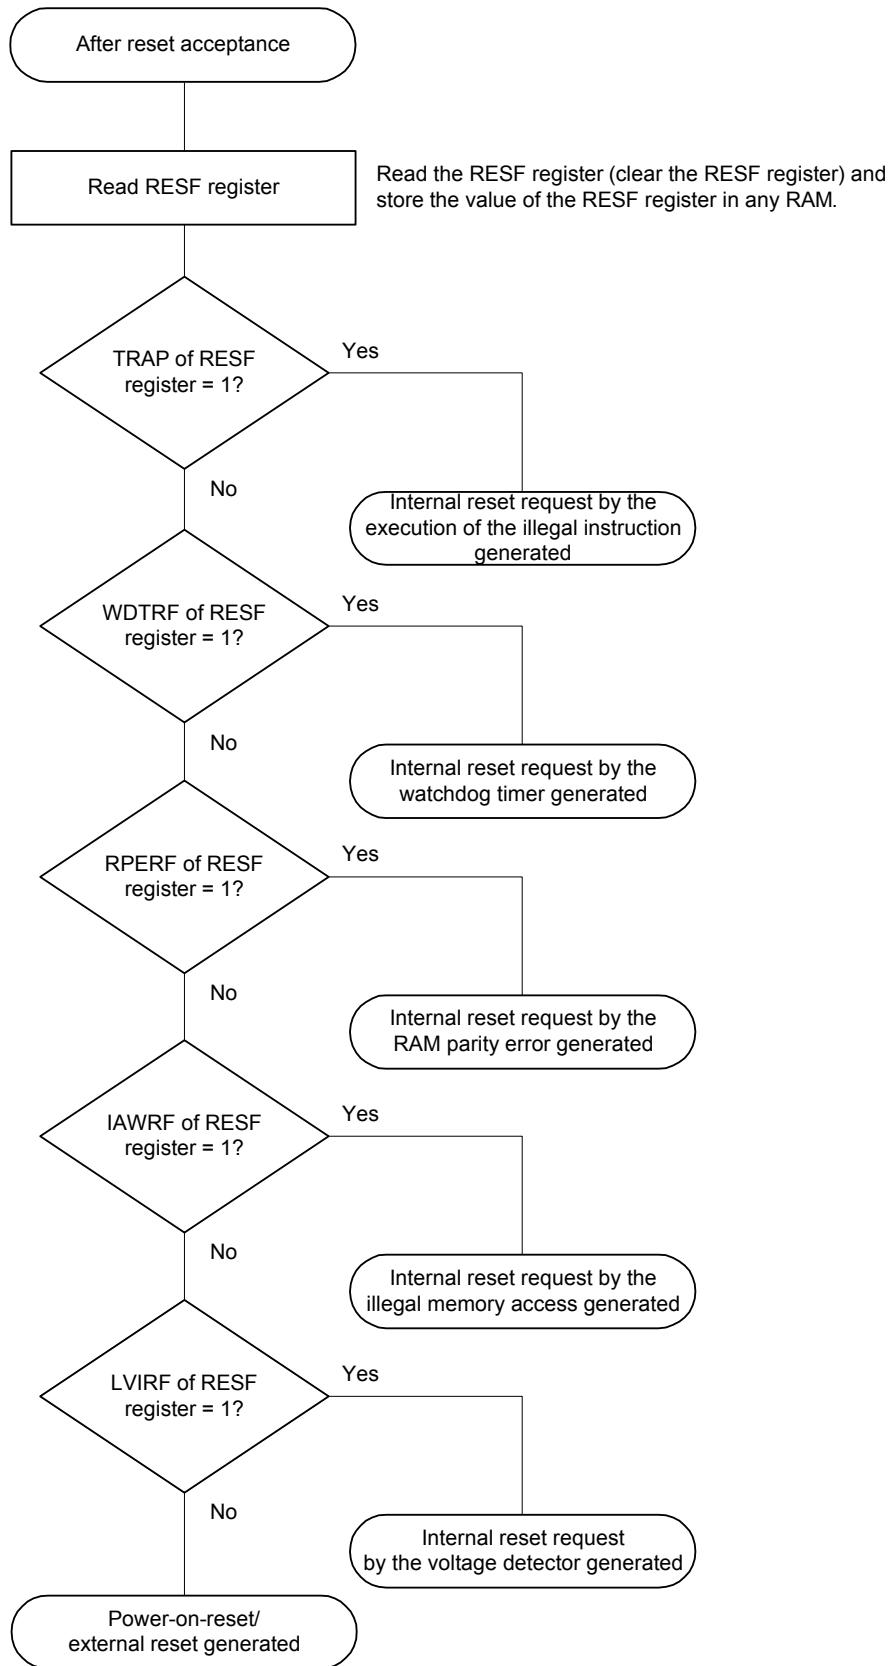 After reset acceptance
Read RESF register
Read the RESF register (clear the RESF register) and
store the value of the RESF register in any RAM.
TRAP of RESF
register = 1?
Yes
No
Internal reset request by the
execution of the illegal instruction
generated
WDTRF of RESF
register = 1?
Yes
No
Internal reset request by the
watchdog timer generated
RPERF of RESF
register = 1?
Yes
No
Internal reset request by the
RAM parity error generated
IAWRF of RESF
register = 1?
Yes
No
Internal reset request by the
illegal memory access generated
LVIRF of RESF
register = 1?
Yes
No
Internal reset request
by the voltage detector generated
Power-on-reset/
external reset generated